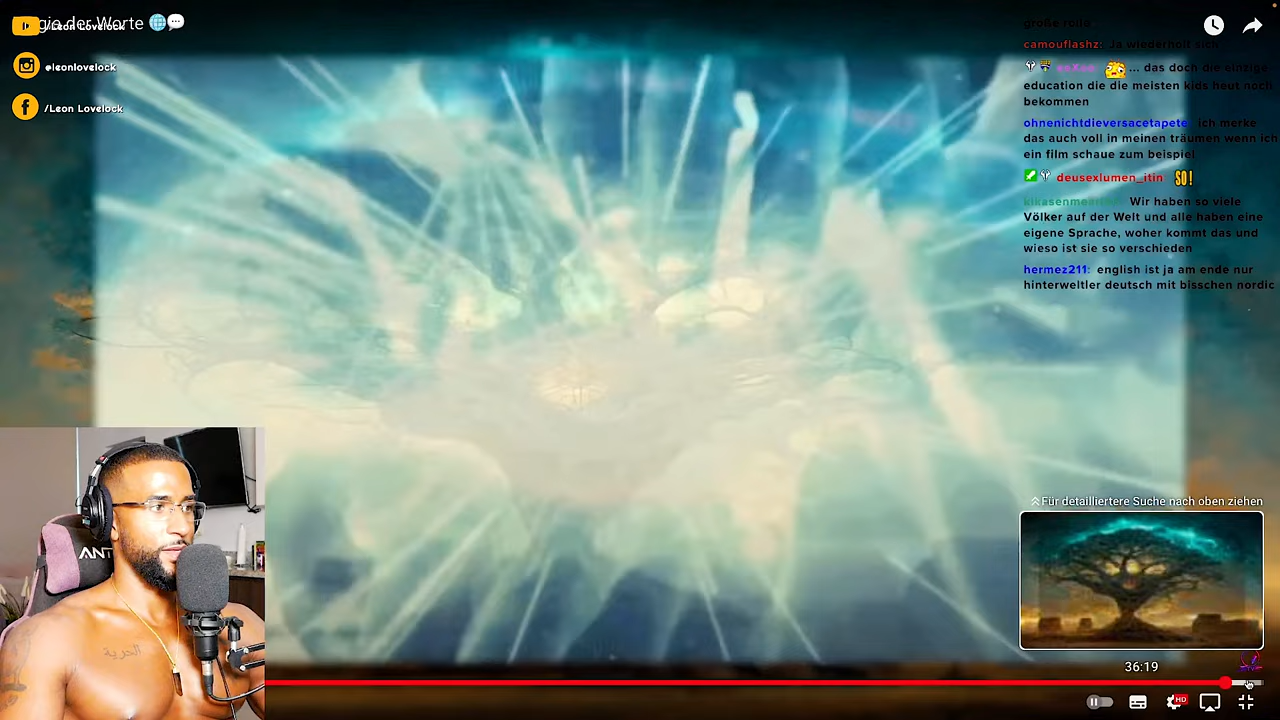 der Worte 🌐💬
/Leon Lovelock
@leonlovelock
/Leon Lovelock
große rolle
camouflashz: Ja wiederholt sich
... das doch die einzige
education die die meisten kids heut noch
bekommen
ohnenichtdieversacetapete: ich merke
das auch voll in meinen träumen wenn ich
ein film schaue zum beispiel
deusexlumen_itin SO!
Wir haben so viele
Völker auf der Welt und alle haben eine
eigene Sprache, woher kommt das und
wieso ist sie so verschieden
hermez211: english ist ja am ende nur
hinterweltler deutsch mit bisschen nordic
Für detailliertere Suche nach oben ziehen
36:19
HD
ANT
الحرية